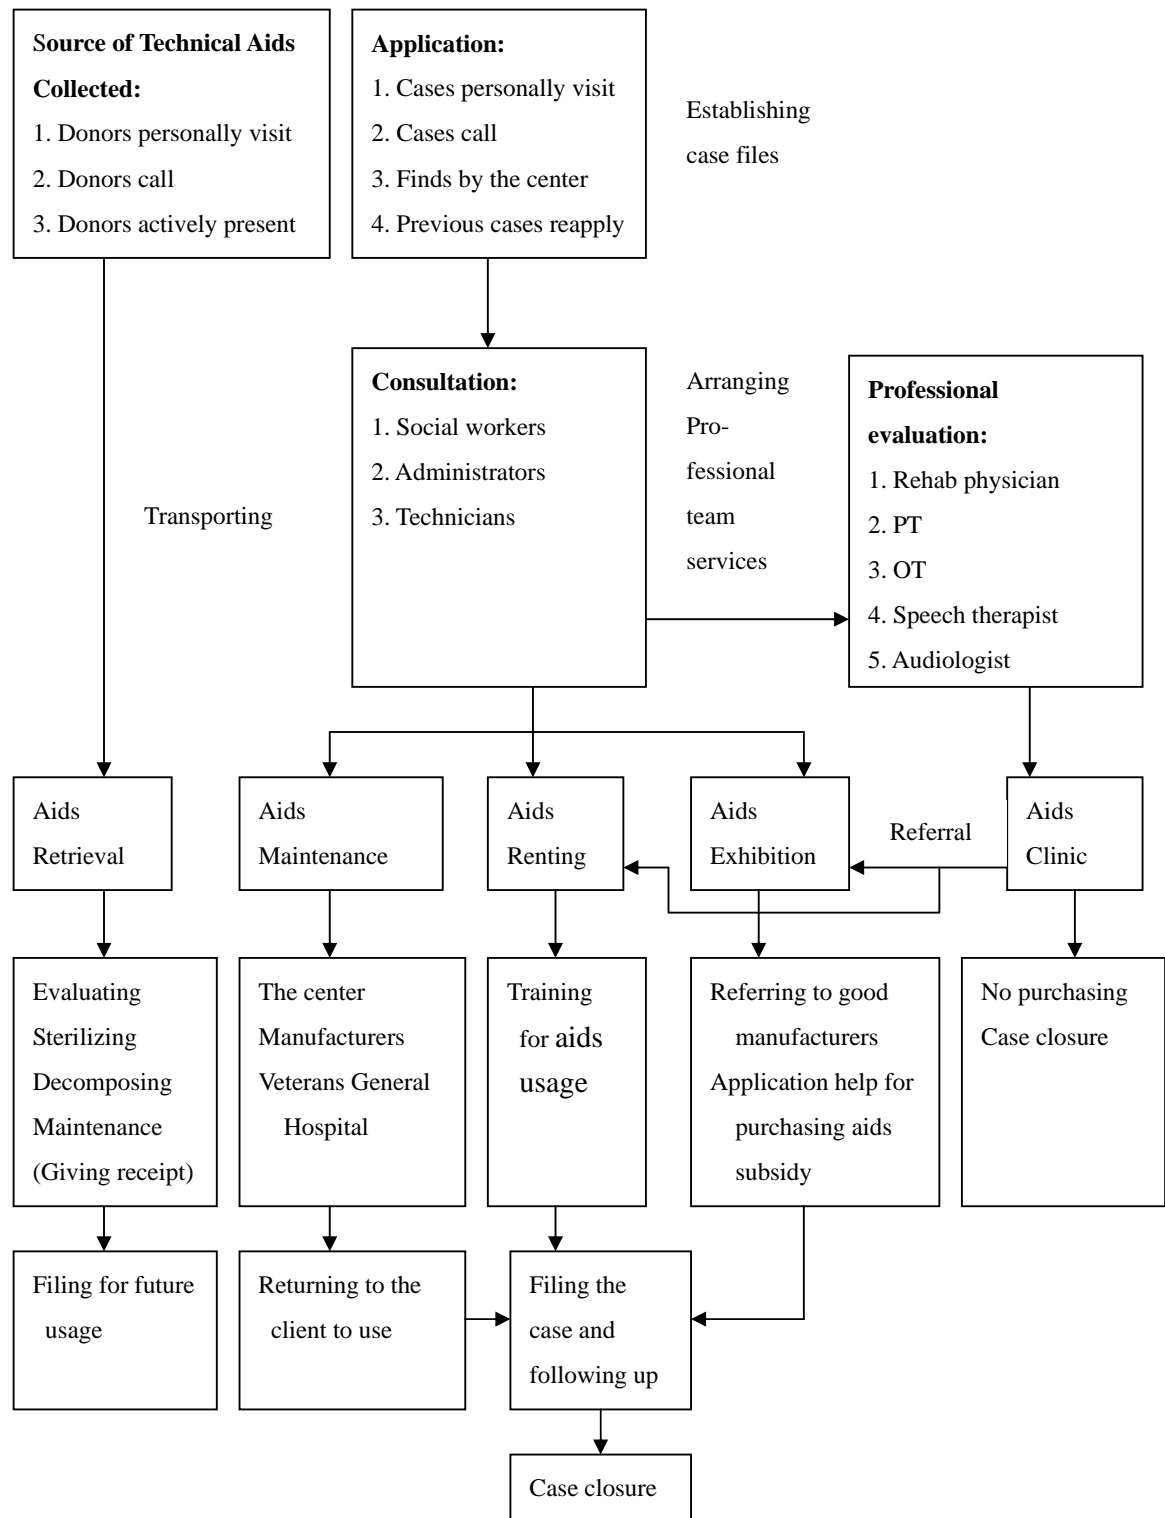 Source of Technical Aids
Collected:
1. Donors personally visit
2. Donors call
3. Donors actively present
Application:
1. Cases personally visit
2. Cases call
3. Finds by the center
4. Previous cases reapply
Establishing
case files
Consultation:
1. Social workers
2. Administrators
3. Technicians
Arranging
Pro-
fessional
team
services
Professional
evaluation:
1. Rehab physician
2. PT
3. OT
4. Speech therapist
5. Audiologist
Transporting
Aids
Retrieval
Aids
Maintenance
Aids
Renting
Aids
Exhibition
Referral
Aids
Clinic
Evaluating
Sterilizing
Decomposing
Maintenance
(Giving receipt)
The center
Manufacturers
Veterans General
Hospital
Training
for aids
usage
Referring to good
manufacturers
Application help for
purchasing aids
subsidy
No purchasing
Case closure
Filing for future
usage
Returning to the
client to use
Filing the
case and
following up
Case closure